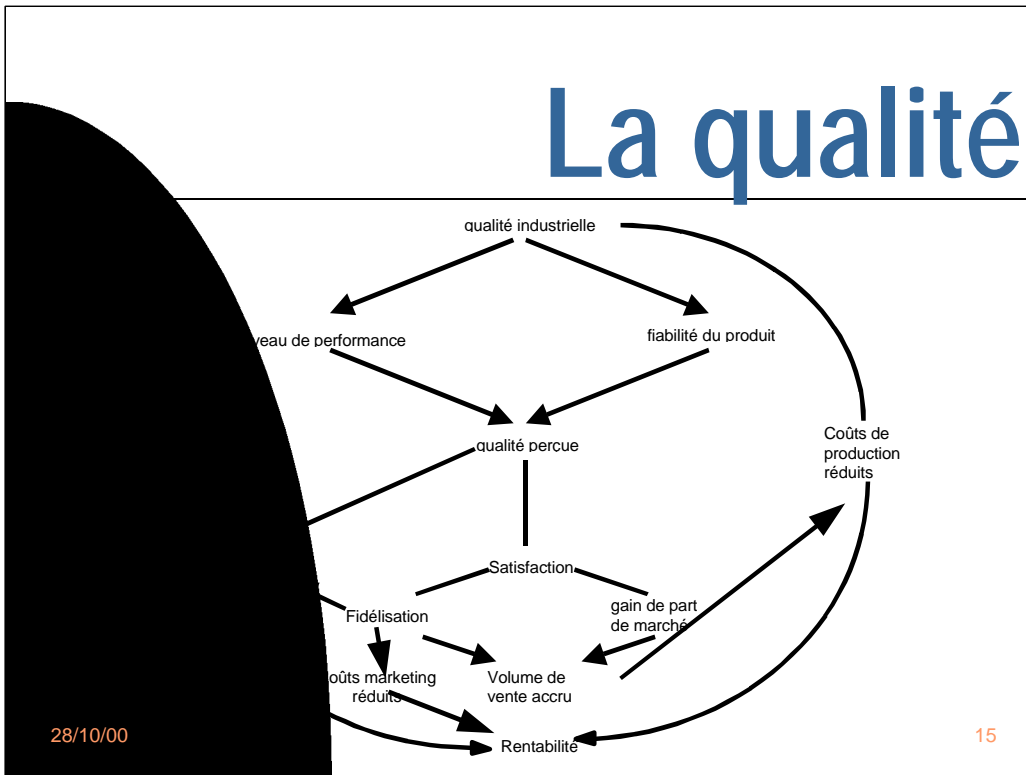 La qualité
qualité industrielle
veau de performance
fiabilité du produit
qualité perçue
Coûts de
production
réduits
Satisfaction
Fidélisation
gain de part
de marché
oûts marketing
réduits
Volume de
vente accru
Rentabilité
28/10/00
15